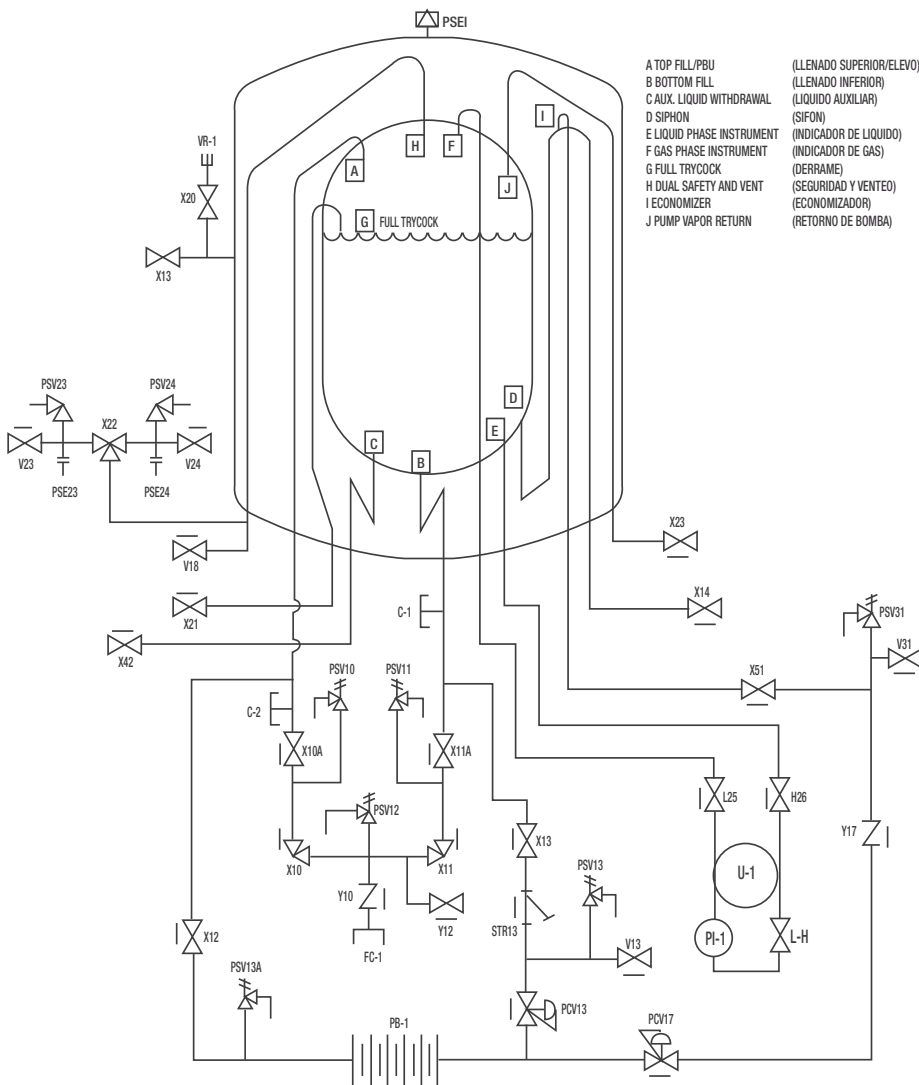 PSEI
A TOP FILL/PBU (LLENADO SUPERIOR/ELEVO)
B BOTTOM FILL (LLENADO INFERIOR)
C AUX. LIQUID WITHDRAWAL (LIQUIDO AUXILIAR)
D SIPHON (SIFON)
E LIQUID PHASE INSTRUMENT (INDICADOR DE LIQUIDO)
F GAS PHASE INSTRUMENT (INDICADOR DE GAS)
G FULL TRYCOCK (DERRAME)
H DUAL SAFETY AND VENT (SEGURIDAD Y VENTEO)
I ECONOMIZER (ECONOMIZADOR)
J PUMP VAPOR RETURN (RETORNO DE BOMBA)
I
VR-1
H
F
A
J
X20
G FULL TRYCOCK
X13
PSV23
PSV24
X22
D
E
C
B
V23
V24
PSE23
PSE24
X23
V18
X14
X21
C-1
PSV31
V31
X42
PSV10
PSV11
X51
C-2
X10A
X11A
L25
H26
PSV12
X13
Y17
X10
X11
PSV13
U-1
Y10
Y12
STR13
X12
FC-1
PI-1
L-H
V13
PSV13A
PCV13
PB-1
PCV17